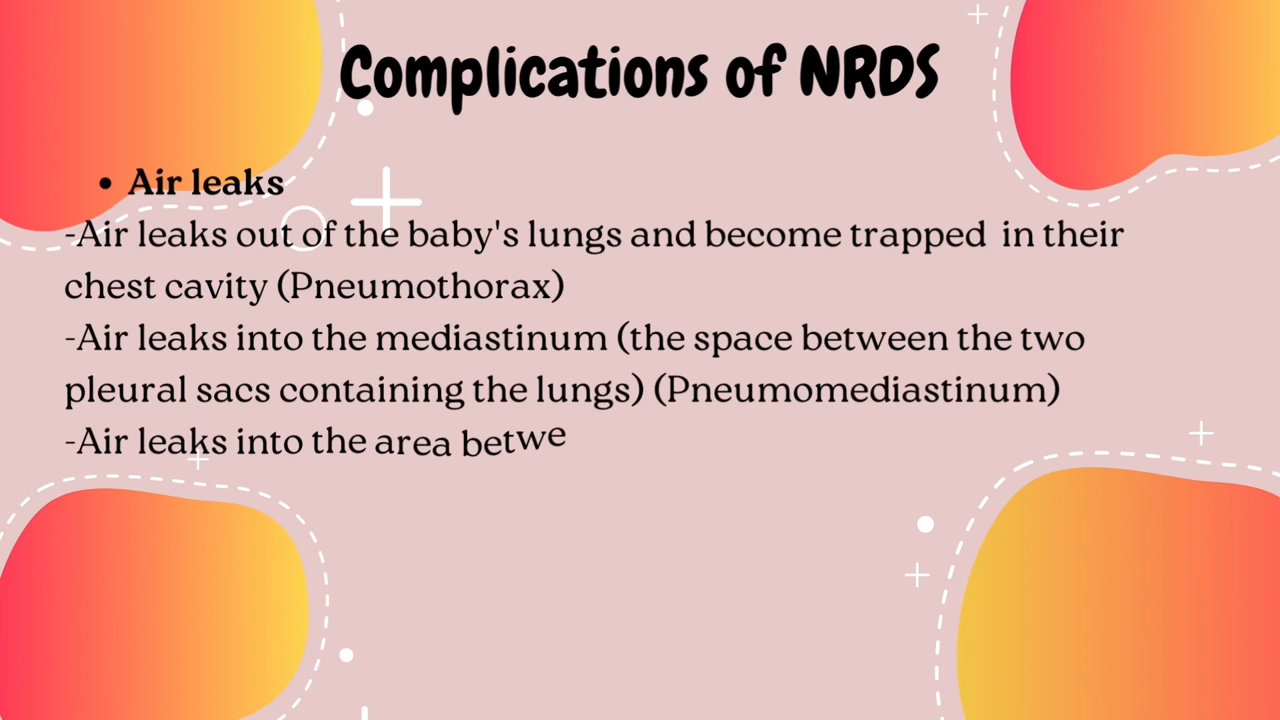 Complications of NRDS
• Air leaks
-Air leaks out of the baby's lungs and become trapped in their
chest cavity (Pneumothorax)
-Air leaks into the mediastinum (the space between the two
pleural sacs containing the lungs) (Pneumomediastinum)
-Air leaks into the area betwe